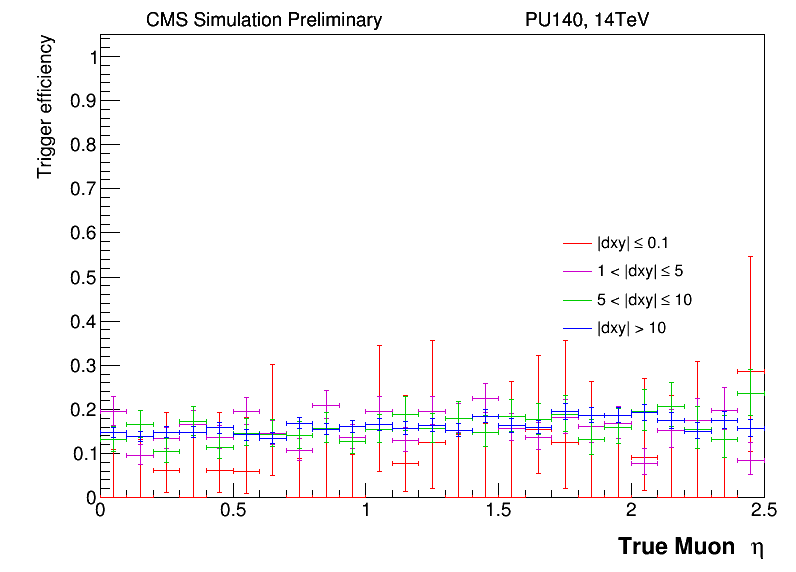 CMS Simulation Preliminary PU140, 14TeV
Trigger efficiency
1
0.9
0.8
0.7
0.6
0.5
0.4
0.3
0.2
0.1
0
|dxy| ≤ 0.1
1 < |dxy| ≤ 5
5 < |dxy| ≤ 10
|dxy| > 10
0 0.5 1 1.5 2 2.5
True Muon η